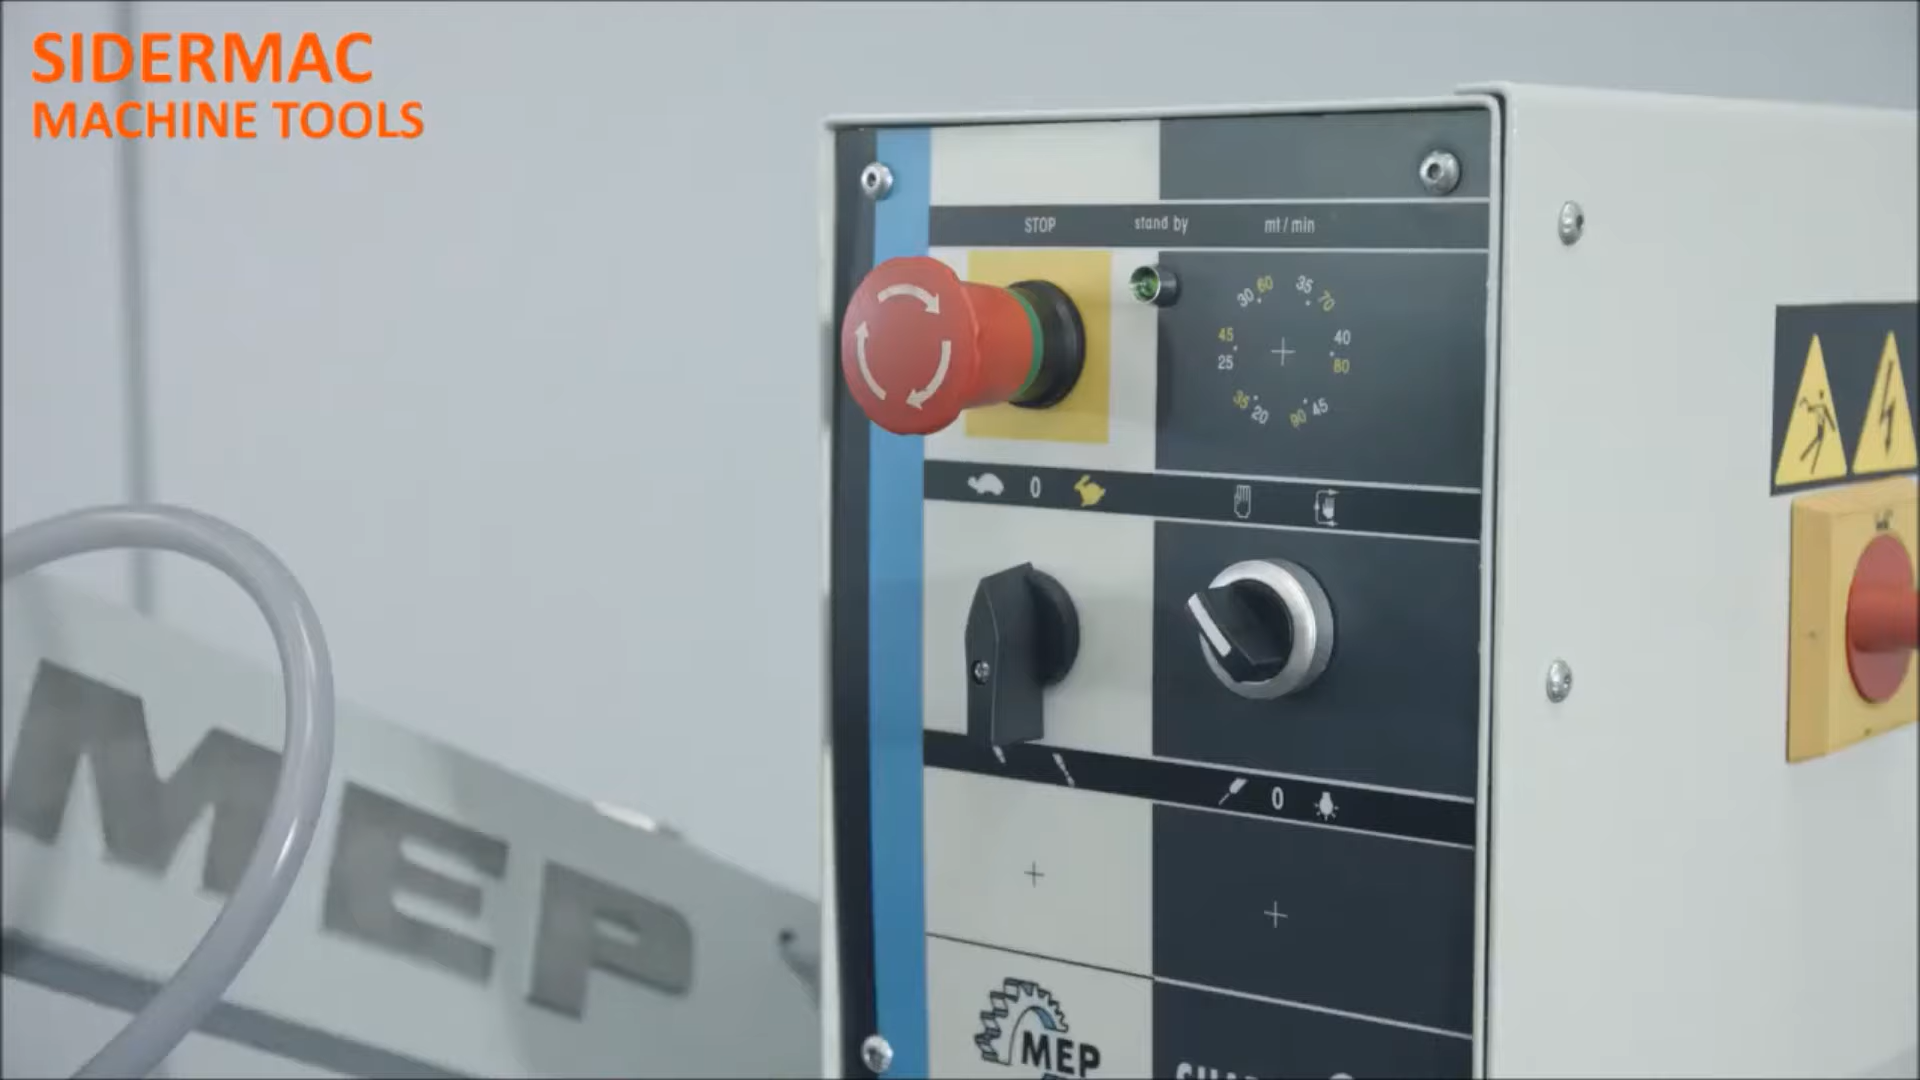 SIDERMAC
MACHINE TOOLS
STOP stand by mt/min
30 60 35 70
45 40
25 80
35 20 90 45
0
0
MEP
MEP